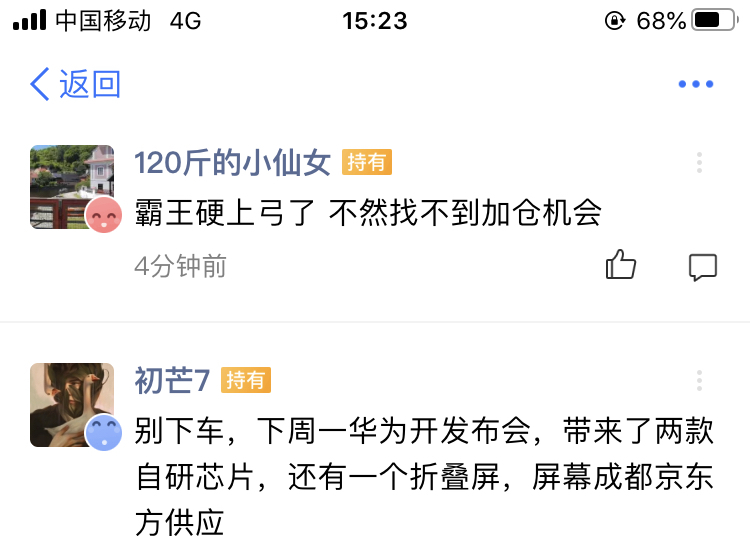 中国移动 4G 15:23 68%
返回
120斤的小仙女 持有
霸王硬上弓了 不然找不到加仓机会
4分钟前
初芒7 持有
别下车，下周一华为开发布会，带来了两款
自研芯片，还有一个折叠屏，屏幕成都京东
方供应